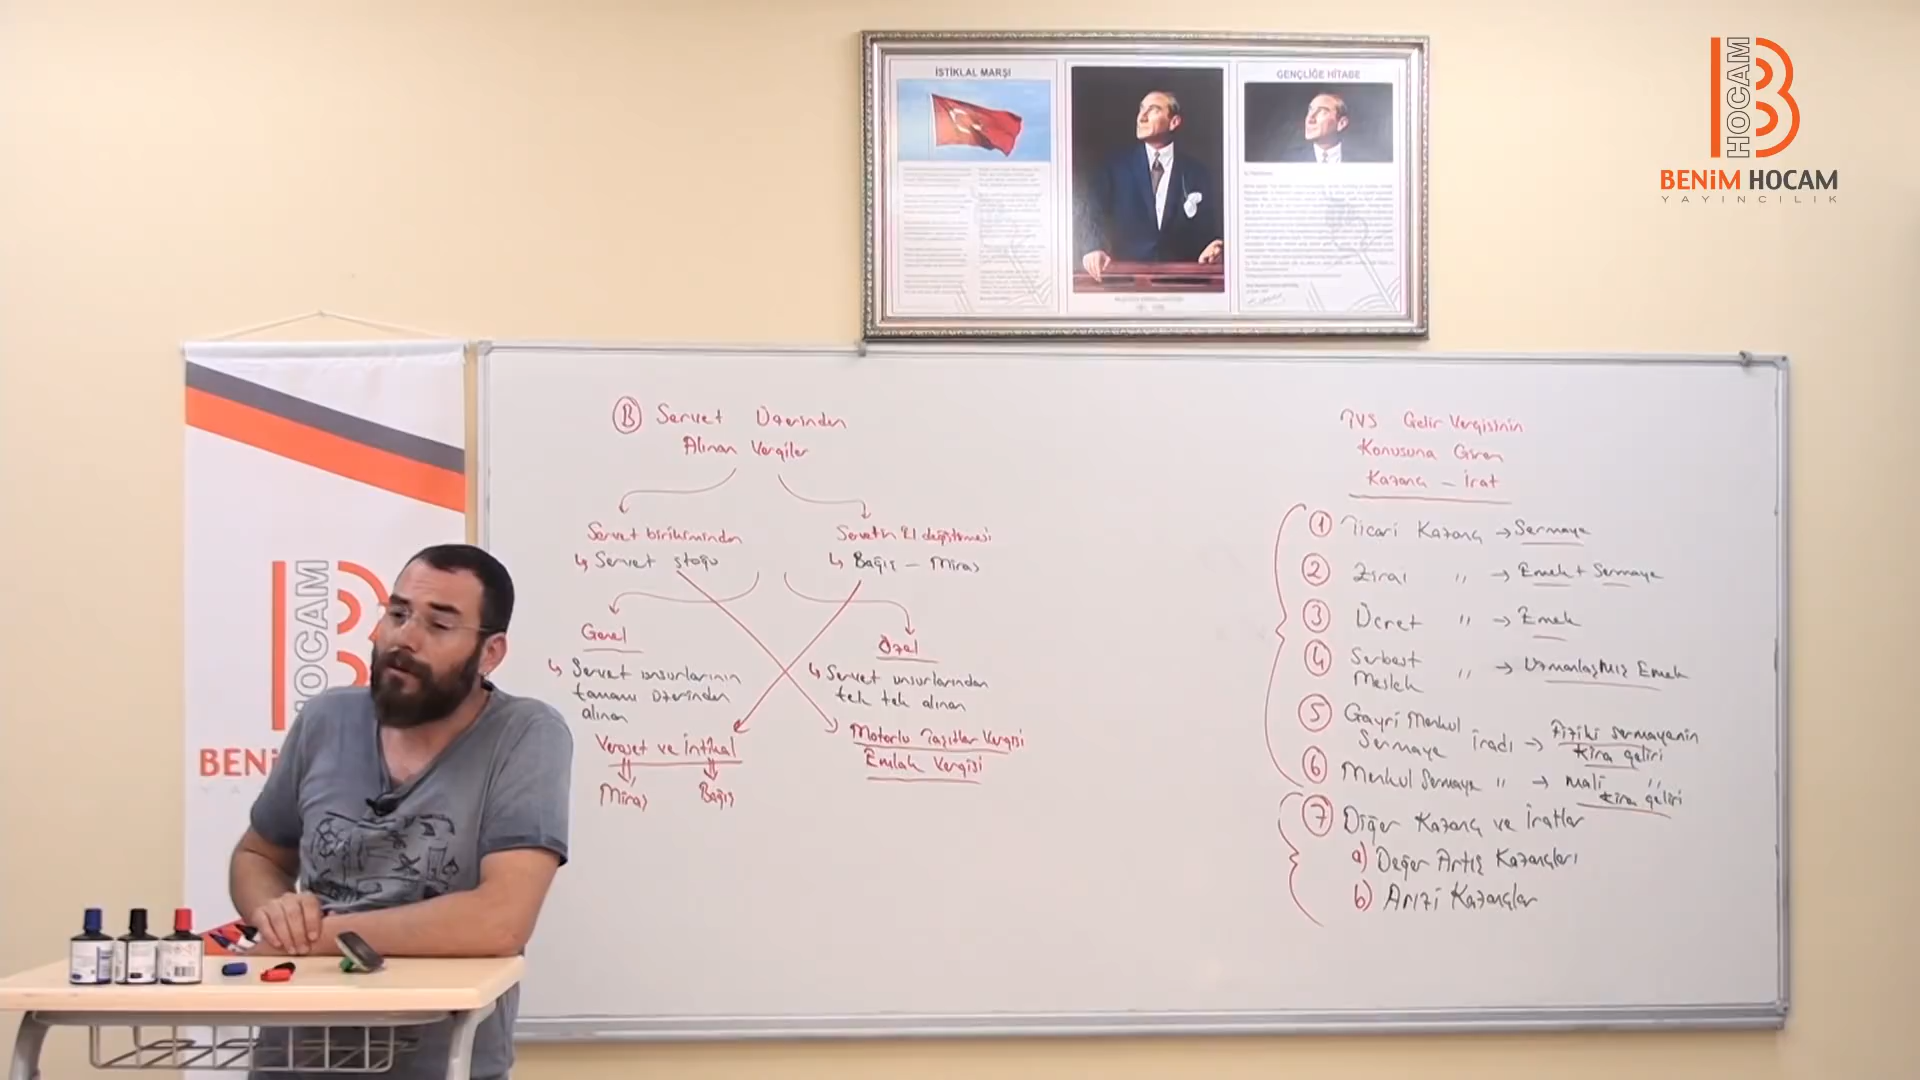 İSTİKLAL MARŞI
GENÇLİĞE HİTABE
HOCAM
B
BENİM HOCAM
YAYINCILIK
HOCAM
BENİ
B Servet Üzerinden
Alınan Vergiler
Servet birikiminden
↳ Servet stoğu
Servetin El değiştirmesi
↳ Bağış – Miras
Genel
↳ Servet unsurlarının
tamamı üzerinden
alınan
Veraset ve İntikal
Miras
Bağış
Özel
↳ Servet unsurlarından
tek tek alınan
Motorlu Taşıtlar Vergisi
Emlak Vergisi
TVS Gelir Vergisinin
Konusuna Giren
Kazanç – İrat
1 Ticari Kazanç → Sermaye
2 Zirai " → Emek + Sermaye
3 Ücret " → Emek
4 Serbest Meslek " → Uzmanlaşmış Emek
5 Gayri Menkul Sermaye İradı → Fiziki sermayenin
kira geliri
6 Menkul Sermaye " → mali "
kira geliri
7 Diğer Kazanç ve İratlar
a) Değer Artış Kazançları
b) Arızi Kazançlar